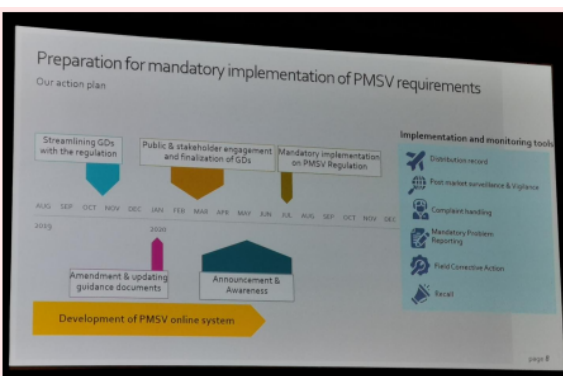 Preparation for mandatory implementation of PMSV requirements
Our action plan
Streamlining GDs
with the regulation
Public & stakeholder engagement
and finalization of GDs
Mandatory implementation
on PMSV Regulation
AUG SEP OCT NOV DEC JAN FEB MAR APR MAY JUN JUL AUG SEP OCT NOV DEC
2019 2020
Amendment & updating
guidance documents
Announcement &
Awareness
Development of PMSV online system
Implementation and monitoring tools
Distribution record
Post market surveillance & Vigilance
Complaint handling
Mandatory Problem
Reporting
Field Corrective Action
Recall
page 8